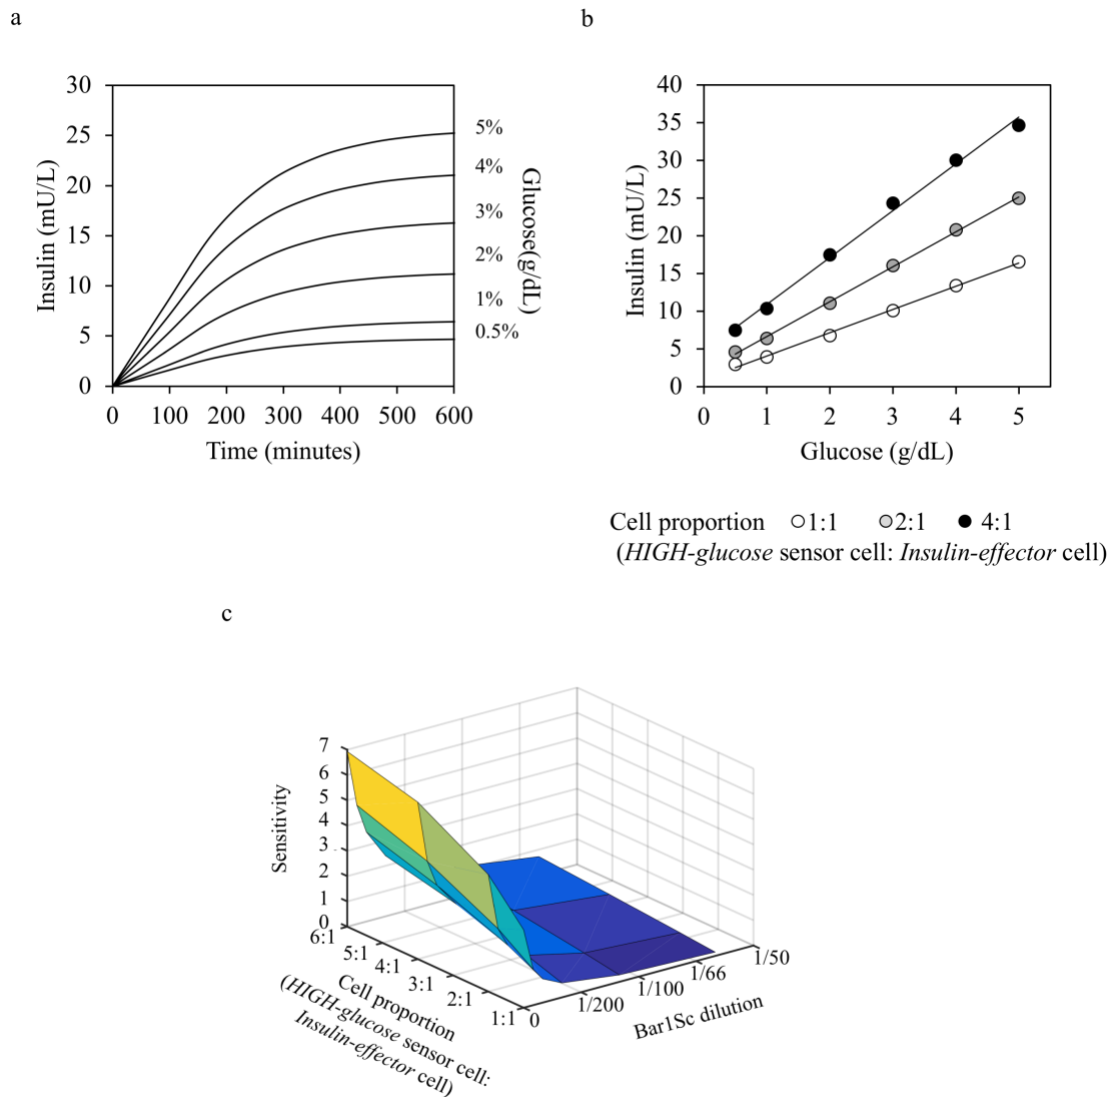 a
30
25
20
15
10
5
0
Insulin (mU/L)
0 100 200 300 400 500 600
Time (minutes)
5%
4%
3%
2%
1%
0.5%
Glucose(g/dL)
b
40
35
30
25
20
15
10
5
0
Insulin (mU/L)
0 1 2 3 4 5
Glucose (g/dL)
Cell proportion 1:1 2:1 4:1
(HIGH-glucose sensor cell: Insulin-effector cell)
c
7
6
5
4
3
2
1
0
Sensitivity
6:1
5:1
4:1
3:1
2:1
1:1
Cell proportion
(HIGH-glucose sensor cell:
Insulin-effector cell)
0
1/200
1/100
1/66
1/50
Bar1Sc dilution